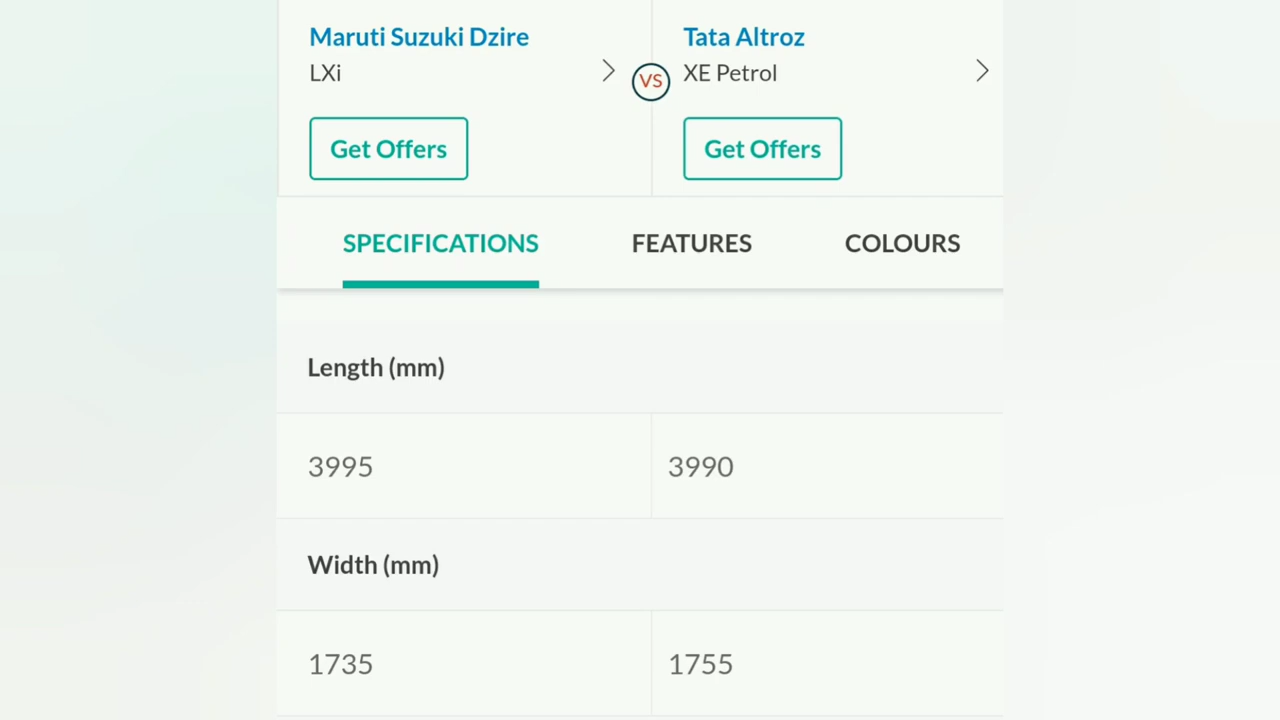 Maruti Suzuki Dzire
LXi
Get Offers
VS
Tata Altroz
XE Petrol
Get Offers
SPECIFICATIONS FEATURES COLOURS
Length (mm)
3995 3990
Width (mm)
1735 1755